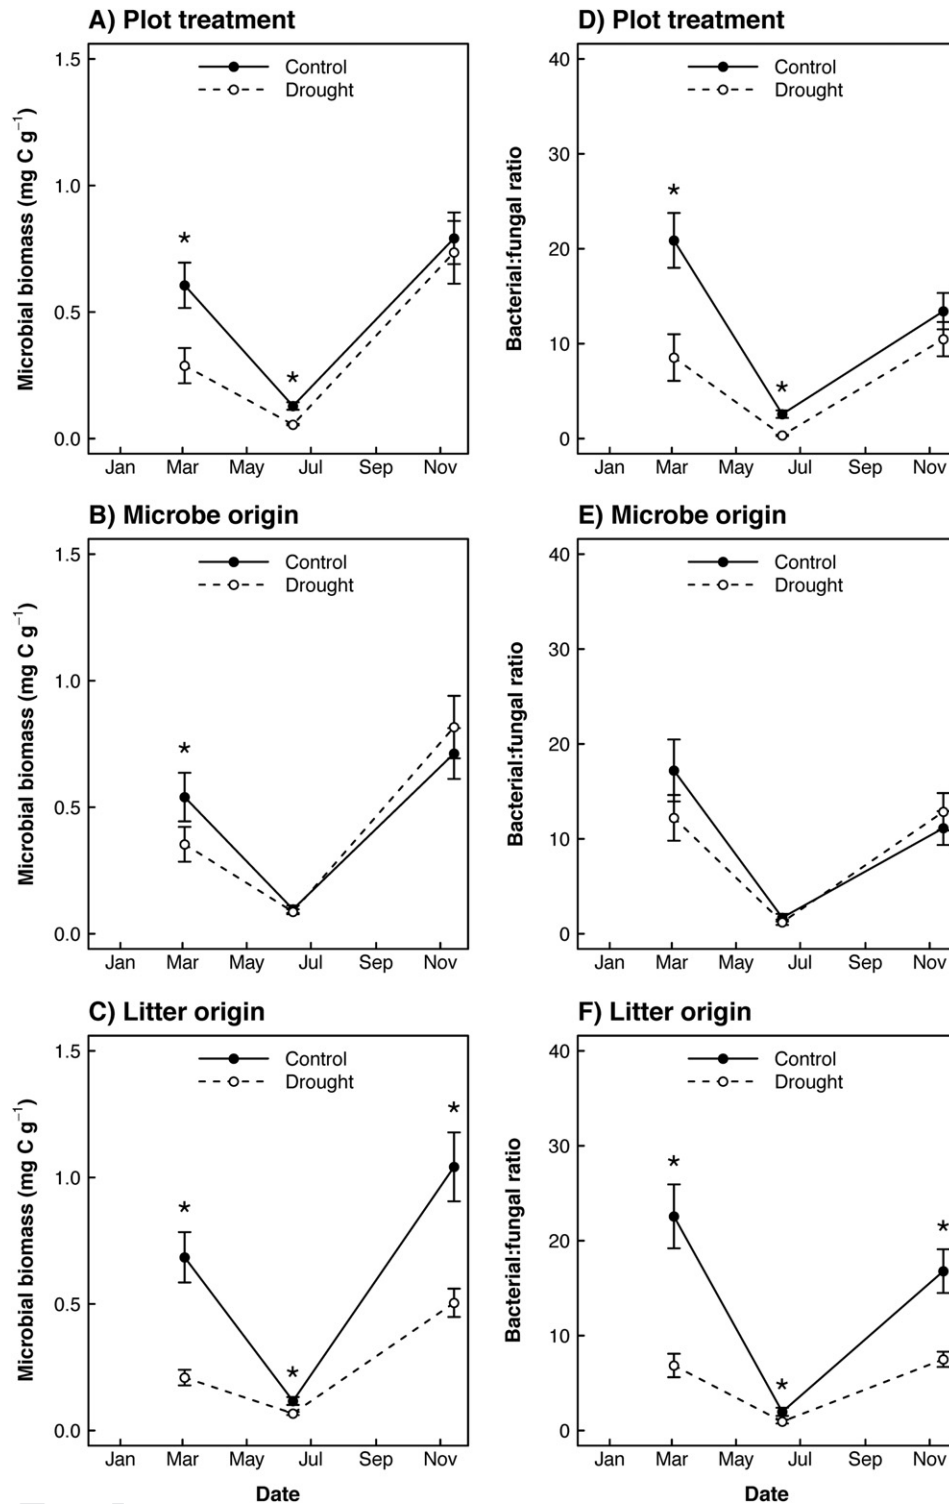 A) Plot treatment
Microbial biomass (mg C g⁻¹)
1.5
1.0
0.5
0.0
Control
Drought
*
*
Jan Mar May Jul Sep Nov
D) Plot treatment
Bacterial:fungal ratio
40
30
20
10
0
Control
Drought
*
*
Jan Mar May Jul Sep Nov
B) Microbe origin
Microbial biomass (mg C g⁻¹)
1.5
1.0
0.5
0.0
Control
Drought
*
Jan Mar May Jul Sep Nov
E) Microbe origin
Bacterial:fungal ratio
40
30
20
10
0
Control
Drought
Jan Mar May Jul Sep Nov
C) Litter origin
Microbial biomass (mg C g⁻¹)
1.5
1.0
0.5
0.0
Control
Drought
*
*
*
Jan Mar May Jul Sep Nov
Date
F) Litter origin
Bacterial:fungal ratio
40
30
20
10
0
Control
Drought
*
*
*
Jan Mar May Jul Sep Nov
Date